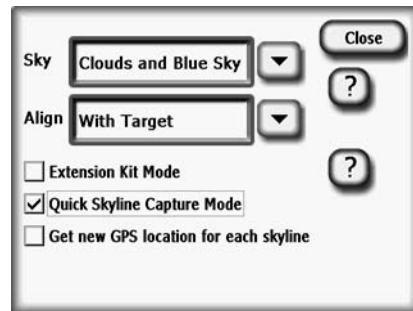 Close
Sky Clouds and Blue Sky
?
Align With Target
Extension Kit Mode
?
Quick Skyline Capture Mode
Get new GPS location for each skyline